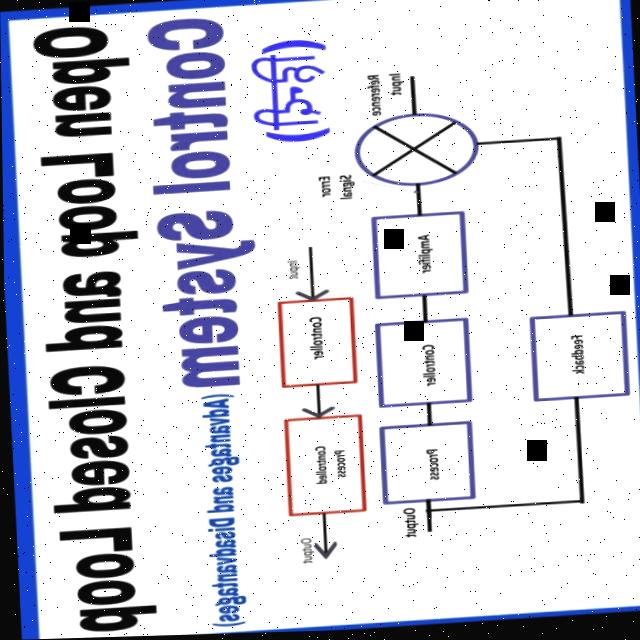 Open Loop and Closed Loop
Control System
(Advantages and Disadvantages)
(हिन्दी)
Reference
Input
Error
Signal
Amplifier
Controller
Process
Output
Feedback
Input
Controller
Controlled
Process
Output